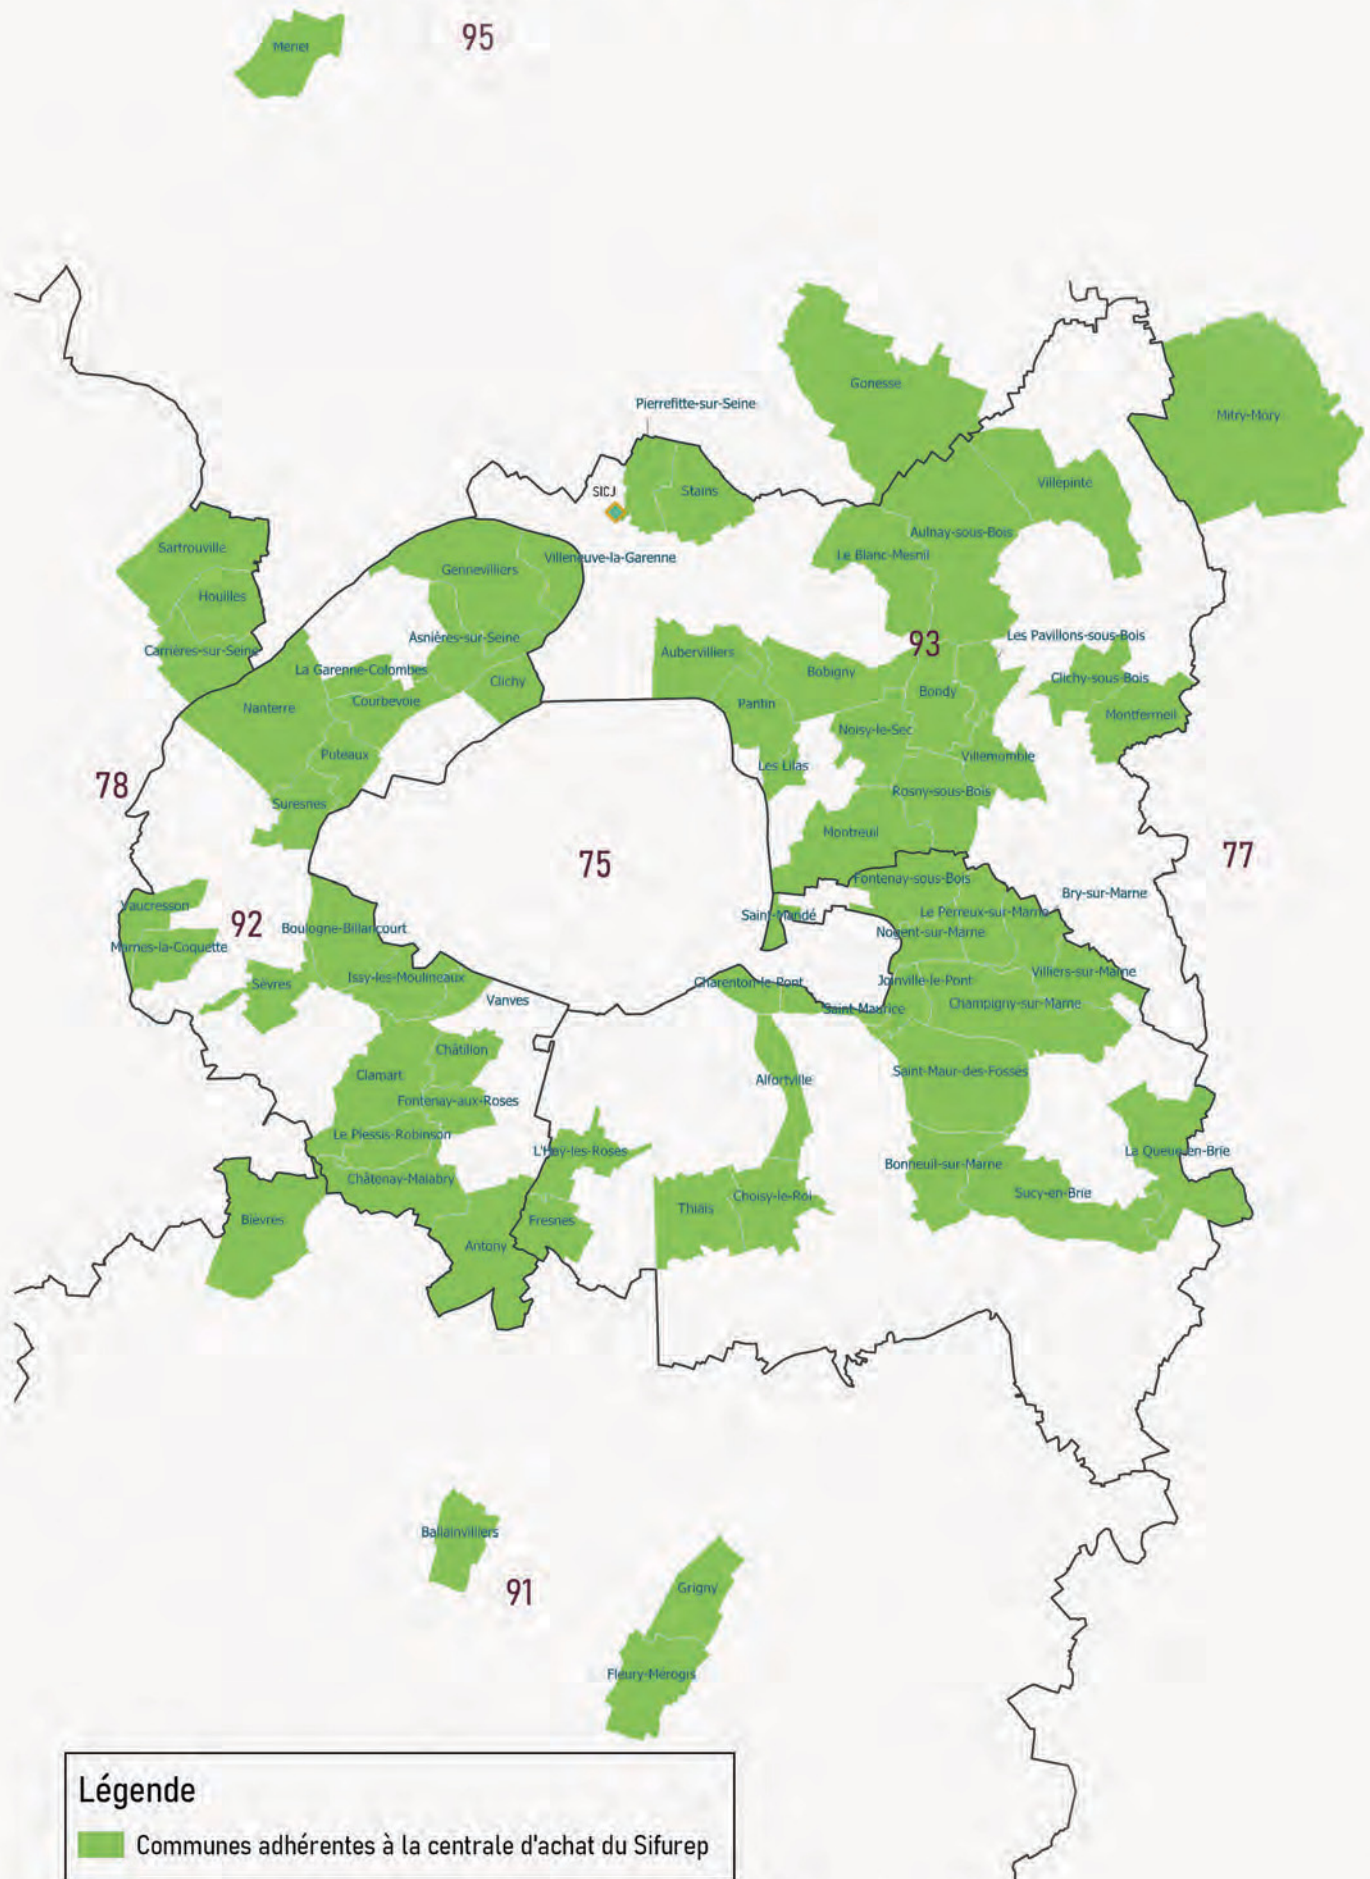 Meriel
95
Gonesse
Pierrefitte-sur-Seine
Mitry-Mory
Villepinte
SICJ
Stains
Aulnay-sous-Bois
Sartrouville
Le Blanc-Mesnil
Villeneuve-la-Garenne
Gennevilliers
Houilles
Asnières-sur-Seine
Les Pavillons-sous-Bois
93
Carrières-sur-Seine
Aubervilliers
La Garenne-Colombes
Bobigny
Clichy-sous-Bois
Clichy
Bondy
Courbevoie
Pantin
Nanterre
Montfermeil
Noisy-le-Sec
Puteaux
Villemomble
Les Lilas
78
Rosny-sous-Bois
Suresnes
Montreuil
77
75
Fontenay-sous-Bois
Bry-sur-Marne
Vaucresson
Le Perreux-sur-Marne
Saint-Mandé
92
Boulogne-Billancourt
Nogent-sur-Marne
Marnes-la-Coquette
Villiers-sur-Marne
Issy-les-Moulineaux
Joinville-le-Pont
Charenton-le-Pont
Sèvres
Vanves
Champigny-sur-Marne
Saint-Maurice
Châtillon
Saint-Maur-des-Fossés
Clamart
Alfortville
Fontenay-aux-Roses
Le Plessis-Robinson
L'Haÿ-les-Roses
La Queue-en-Brie
Bonneuil-sur-Marne
Châtenay-Malabry
Sucy-en-Brie
Choisy-le-Roi
Thiais
Bièvres
Fresnes
Antony
Ballainvilliers
Grigny
91
Fleury-Mérogis
Légende
Communes adhérentes à la centrale d'achat du Sifurep